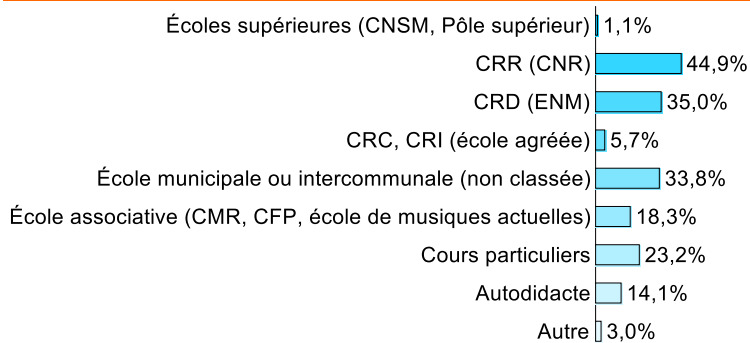 Écoles supérieures (CNSM, Pôle supérieur) 1,1%
CRR (CNR) 44,9%
CRD (ENM) 35,0%
CRC, CRI (école agréée) 5,7%
École municipale ou intercommunale (non classée) 33,8%
École associative (CMR, CFP, école de musiques actuelles) 18,3%
Cours particuliers 23,2%
Autodidacte 14,1%
Autre 3,0%